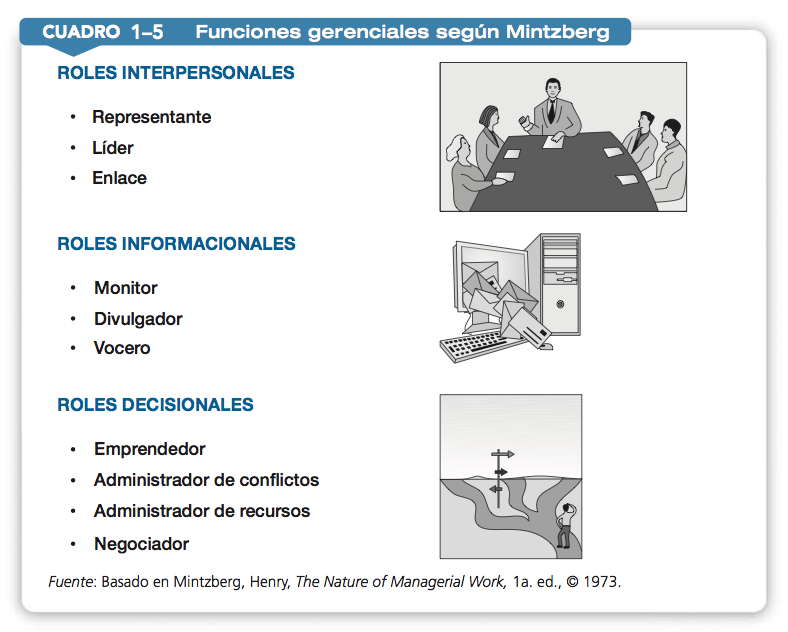 CUADRO 1–5 Funciones gerenciales según Mintzberg
ROLES INTERPERSONALES
• Representante
• Líder
• Enlace
ROLES INFORMACIONALES
• Monitor
• Divulgador
• Vocero
ROLES DECISIONALES
• Emprendedor
• Administrador de conflictos
• Administrador de recursos
• Negociador
Fuente: Basado en Mintzberg, Henry, The Nature of Managerial Work, 1a. ed., © 1973.